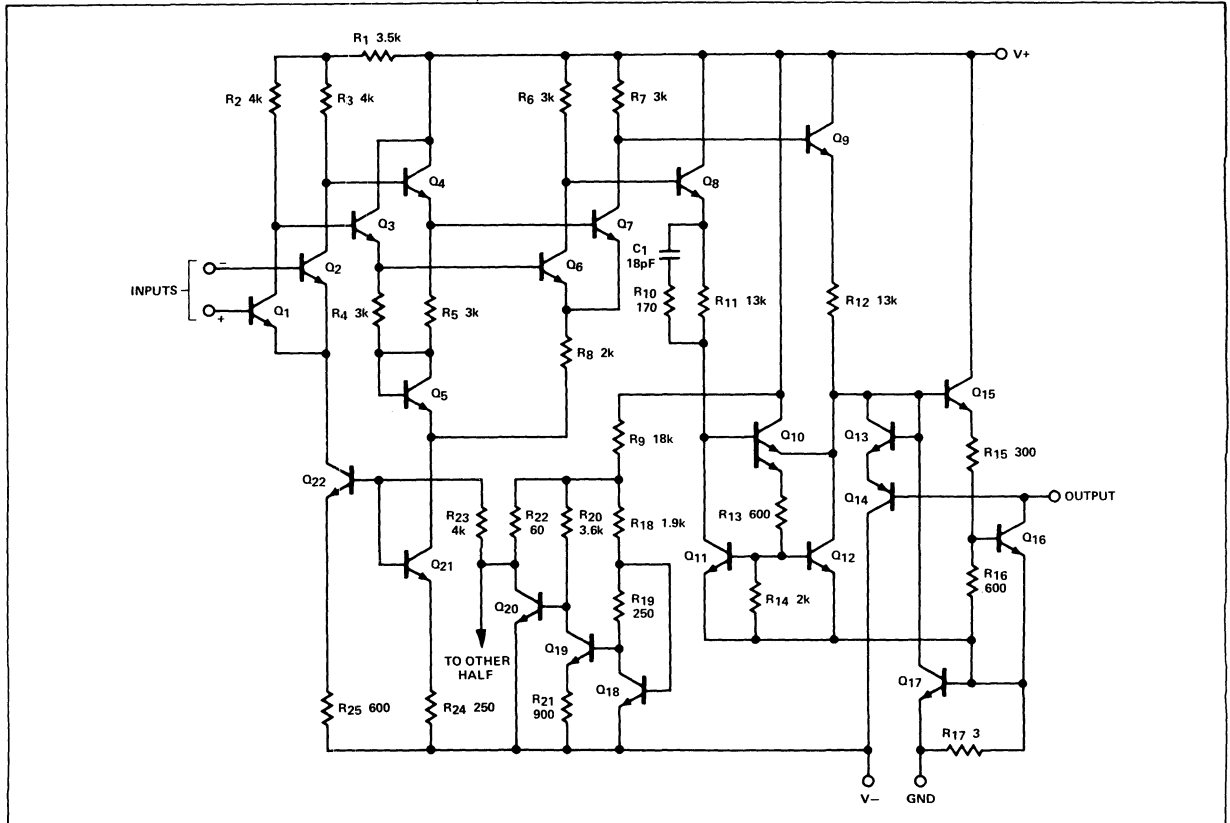 R1 3.5k
V+
R2 4k
R3 4k
R6 3k
R7 3k
Q9
Q4
Q8
Q3
Q7
C1
18pF
INPUTS
−
+
Q2
Q6
Q1
R4 3k
R5 3k
R10
170
R11 13k
R12 13k
R8 2k
Q5
Q15
R9 18k
Q10
Q13
R15 300
Q22
R23
4k
R22
60
R20
3.6k
R18 1.9k
R13 600
Q14
OUTPUT
Q16
Q21
Q11
Q12
R16
600
Q20
R19
250
R14 2k
TO OTHER
HALF
Q19
Q18
Q17
R25 600
R24 250
R21
900
R17 3
V−
GND